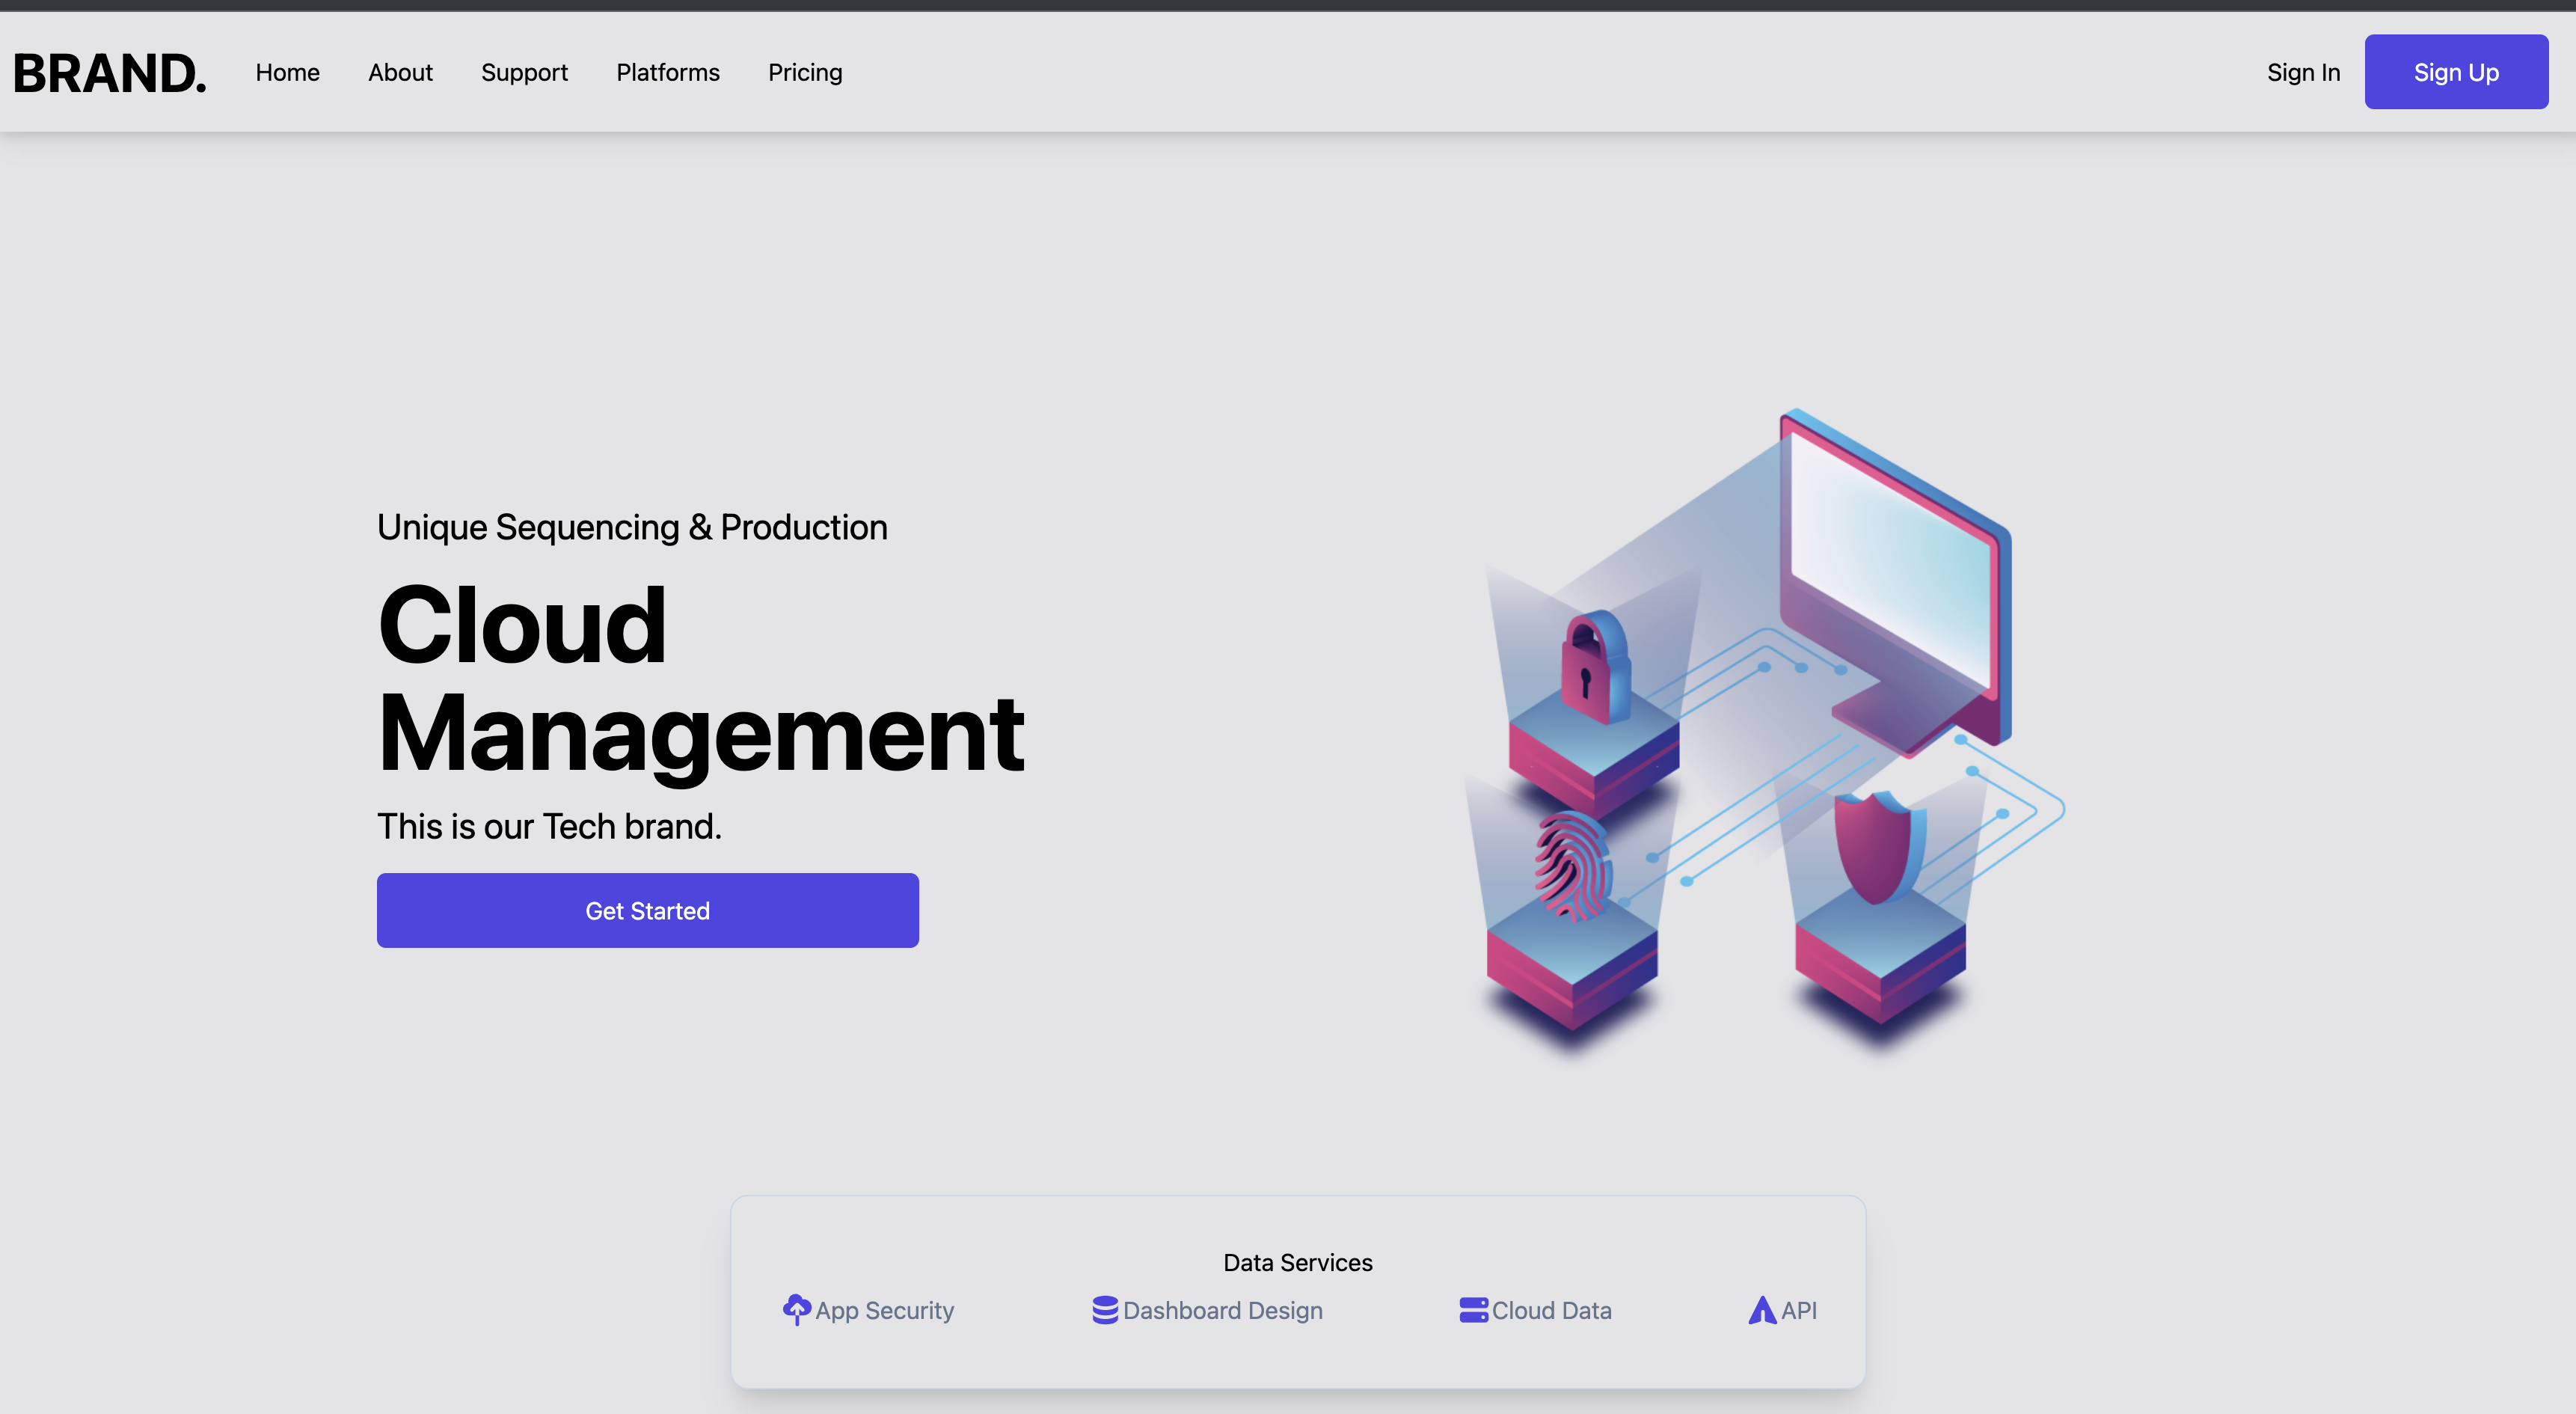 BRAND. Home About Support Platforms Pricing Sign In Sign Up
Unique Sequencing & Production
Cloud
Management
This is our Tech brand.
Get Started
Data Services
App Security Dashboard Design Cloud Data API